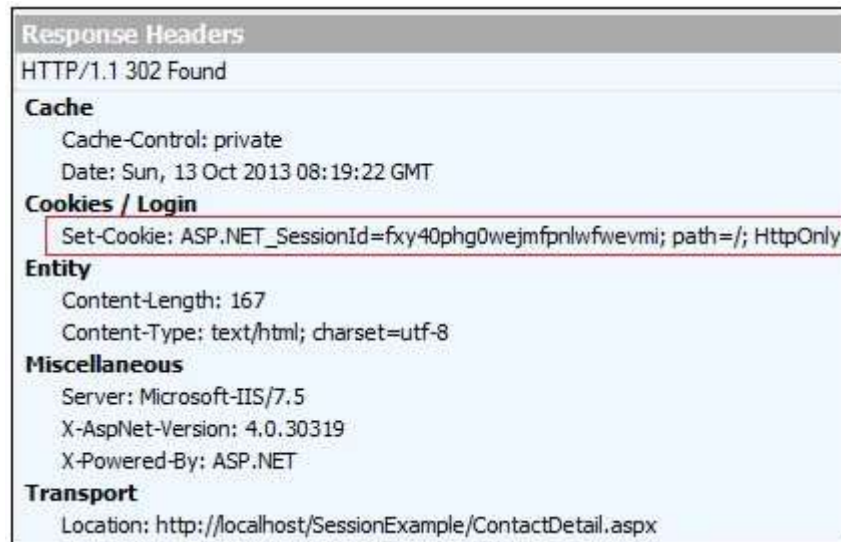 Response Headers
HTTP/1.1 302 Found
Cache
Cache-Control: private
Date: Sun, 13 Oct 2013 08:19:22 GMT
Cookies / Login
Set-Cookie: ASP.NET_SessionId=fxy40phg0wejmfpnlwfwevmi; path=/; HttpOnly
Entity
Content-Length: 167
Content-Type: text/html; charset=utf-8
Miscellaneous
Server: Microsoft-IIS/7.5
X-AspNet-Version: 4.0.30319
X-Powered-By: ASP.NET
Transport
Location: http://localhost/SessionExample/ContactDetail.aspx